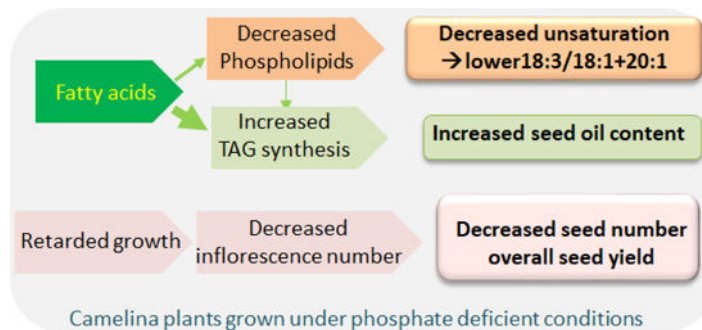 Decreased
Phospholipids
Decreased unsaturation
→lower18:3/18:1+20:1
Fatty acids
Increased
TAG synthesis
Increased seed oil content
Retarded growth
Decreased
inflorescence number
Decreased seed number
overall seed yield
Camelina plants grown under phosphate deficient conditions